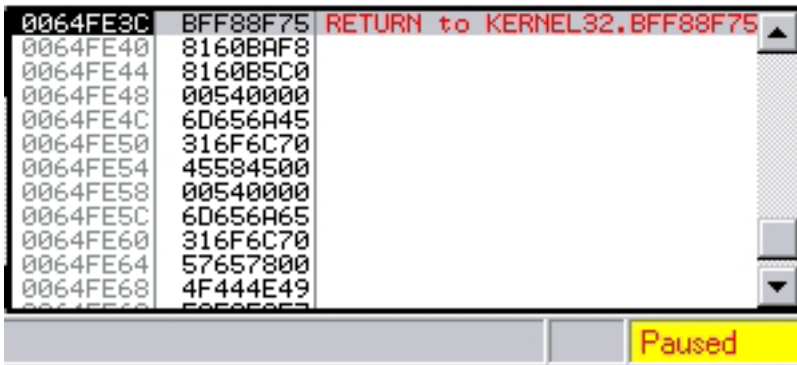 0064FE3C BFF88F75 RETURN to KERNEL32.BFF88F75
0064FE40 8160BAF8
0064FE44 8160B5C0
0064FE48 00540000
0064FE4C 6D656A45
0064FE50 316F6C70
0064FE54 45584500
0064FE58 00540000
0064FE5C 6D656A65
0064FE60 316F6C70
0064FE64 57657800
0064FE68 4F444E49
Paused